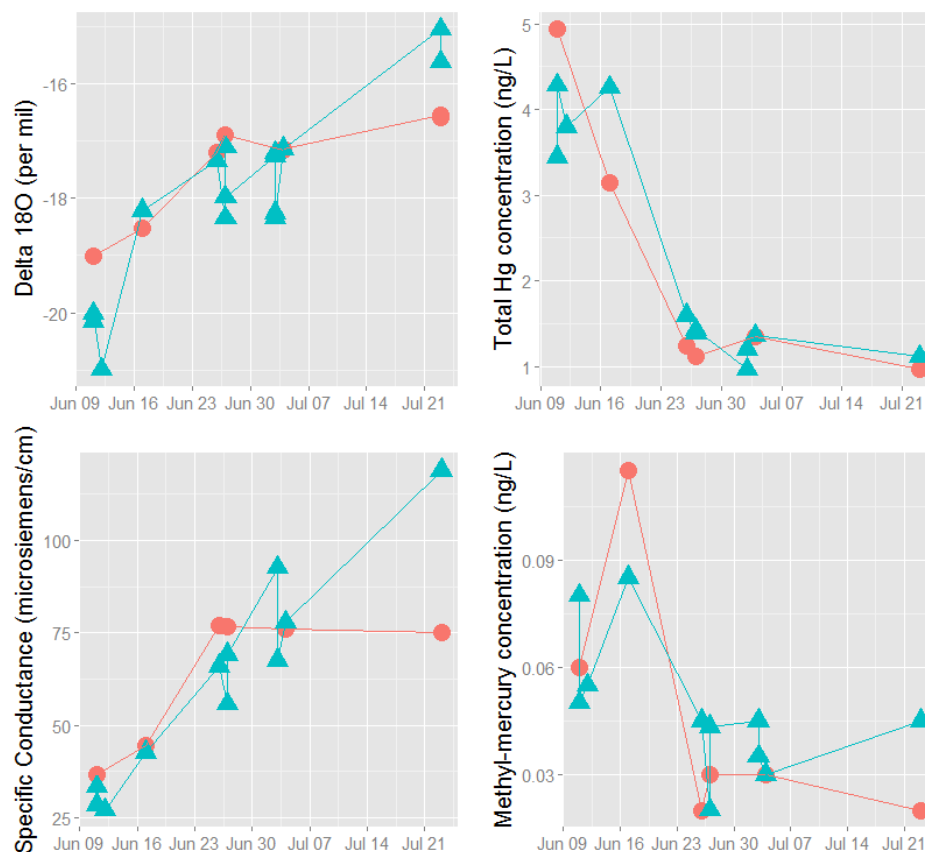 Delta 18O (per mil)
-16
-18
-20
Jun 09 Jun 16 Jun 23 Jun 30 Jul 07 Jul 14 Jul 21
Total Hg concentration (ng/L)
5
4
3
2
1
Jun 09 Jun 16 Jun 23 Jun 30 Jul 07 Jul 14 Jul 21
Specific Conductance (microsiemens/cm)
100
75
50
25
Jun 09 Jun 16 Jun 23 Jun 30 Jul 07 Jul 14 Jul 21
Methyl-mercury concentration (ng/L)
0.09
0.06
0.03
Jun 09 Jun 16 Jun 23 Jun 30 Jul 07 Jul 14 Jul 21